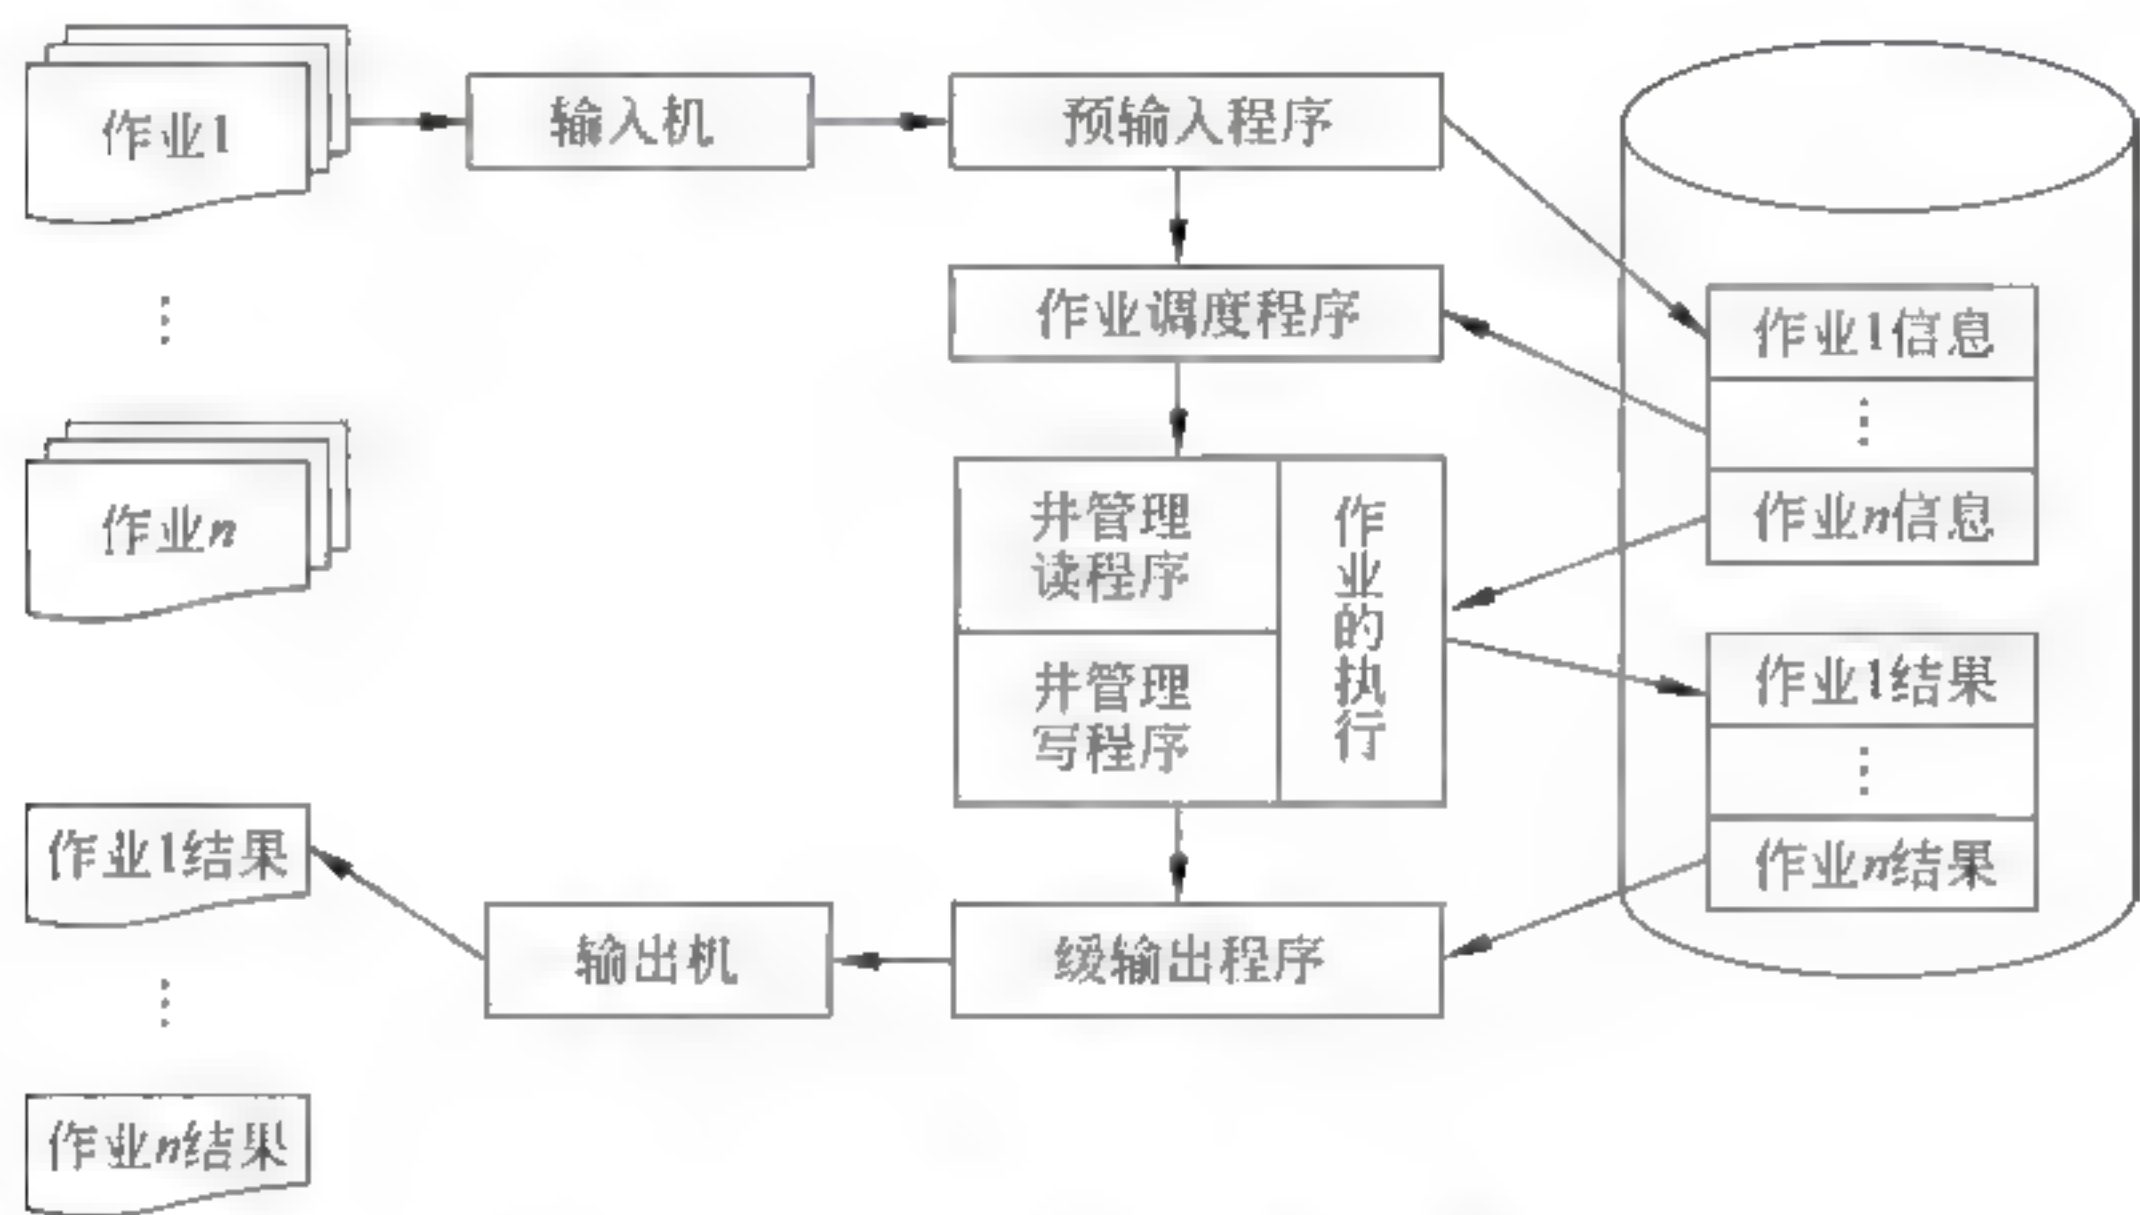 作业1
输入机
预输入程序
作业调度程序
作业1信息
⋮
⋮
作业n
井管理
读程序
作业的执行
作业n信息
井管理
写程序
作业1结果
⋮
作业1结果
作业n结果
输出机
缓输出程序
⋮
作业n结果